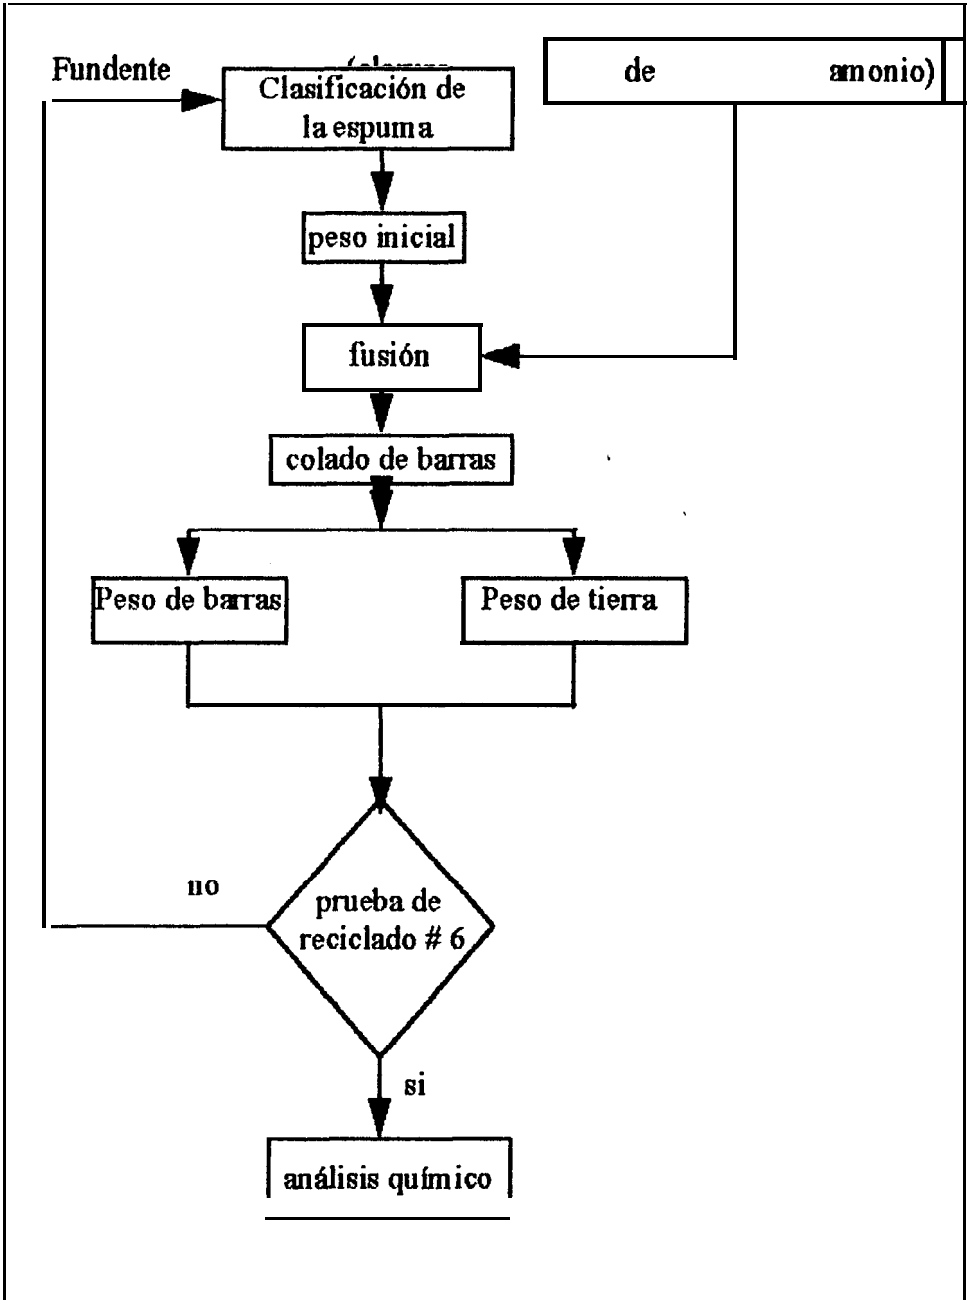 Fundente
de amonio)
Clasificación de
la espuma
peso inicial
fusión
colado de barras
Peso de barras
Peso de tierra
no
prueba de
reciclado # 6
si
análisis químico